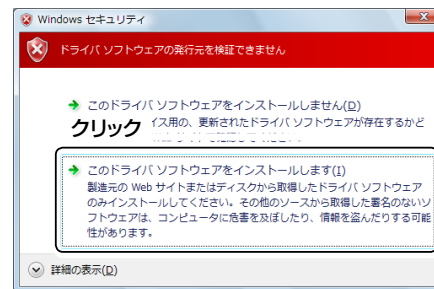 Windows セキュリティ
ドライバ ソフトウェアの発行元を検証できません
このドライバ ソフトウェアをインストールしません(D)
クリック イス用の、更新されたドライバ ソフトウェアが存在するかど
このドライバ ソフトウェアをインストールします(I)
製造元の Web サイトまたはディスクから取得したドライバ ソフトウェア
のみインストールしてください。その他のソースから取得した署名のないソ
フトウェアは、コンピュータに危害を及ぼしたり、情報を盗んだりする可能
性があります。
詳細の表示(D)